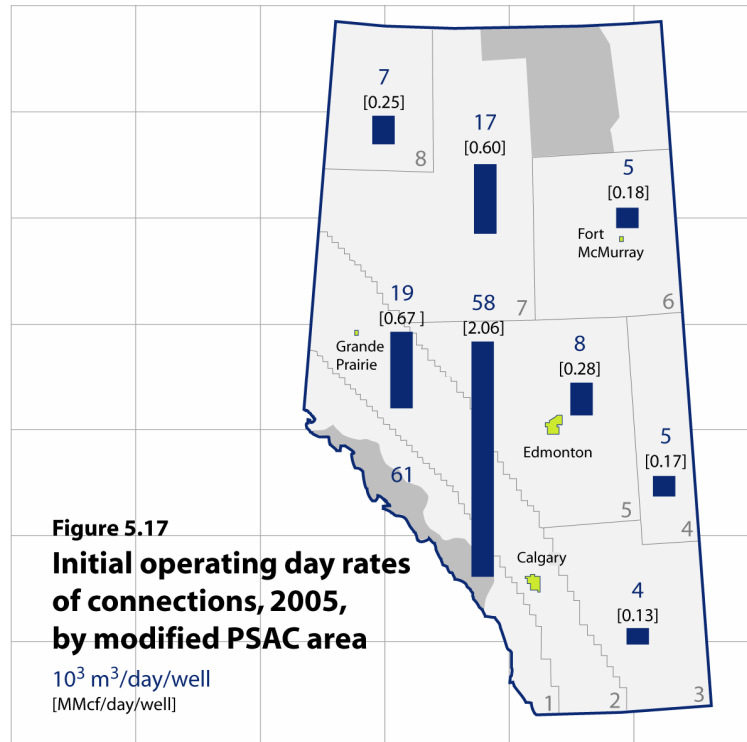 7
[0.25]
8
17
[0.60]
5
[0.18]
Fort
McMurray
6
7
19
[0.67 ]
58
[2.06]
Grande
Prairie
8
[0.28]
Edmonton
5
5
[0.17]
4
61
Calgary
4
[0.13]
1
2
3
Figure 5.17
Initial operating day rates
of connections, 2005,
by modified PSAC area
10³ m³/day/well
[MMcf/day/well]